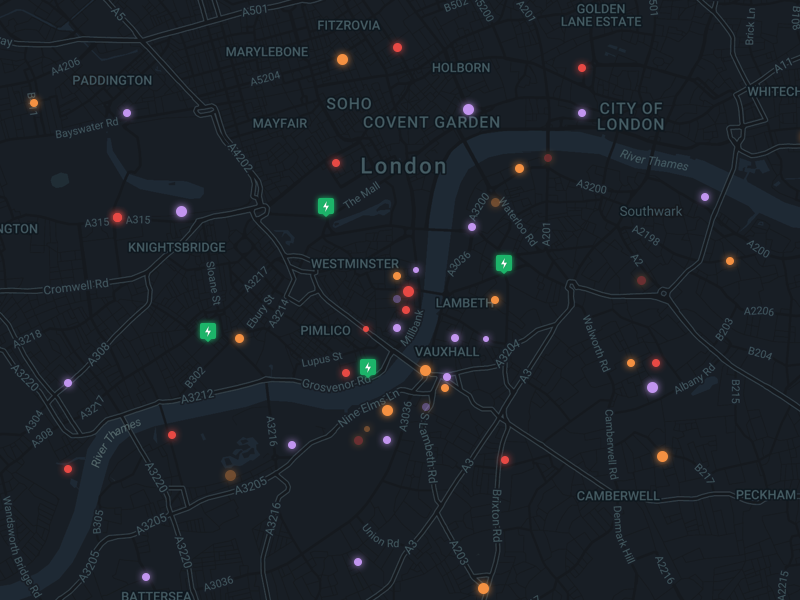 A5
A501
B502
A5200
A201
GOLDEN
LANE ESTATE
B501
Brick Ln
B108
FITZROVIA
A4206
MARYLEBONE
HOLBORN
A11
PADDINGTON
A5204
WHITECH
SOHO
CITY OF
LONDON
Bayswater Rd
MAYFAIR
COVENT GARDEN
A4202
London
River Thames
The Mall
A3200
A3200
Southwark
A315
A315
NGTON
KNIGHTSBRIDGE
Waterloo Rd
A201
A2198
A200
Sloane St
A3217
WESTMINSTER
A3036
A2
Cromwell Rd
LAMBETH
Ebury St
A3214
A2206
A3218
PIMLICO
Millbank
Walworth Rd
B203
A3220
A308
Lupus St
VAUXHALL
A3204
B204
B302
Grosvenor Rd
A3
Albany Rd
B215
A3212
A304
A3217
Nine Elms Ln
A308
River Thames
A3216
A3036
S Lambeth Rd
Camberwell Rd
A3220
A3205
A3
B217
CAMBERWELL
PECKHAM
Wandsworth Bridge Rd
B305
A3205
A3216
Brixton Rd
Denmark Hill
Union Rd
A3
A203
A3205
A3220
A2216
A2215
A3036
BATTERSEA